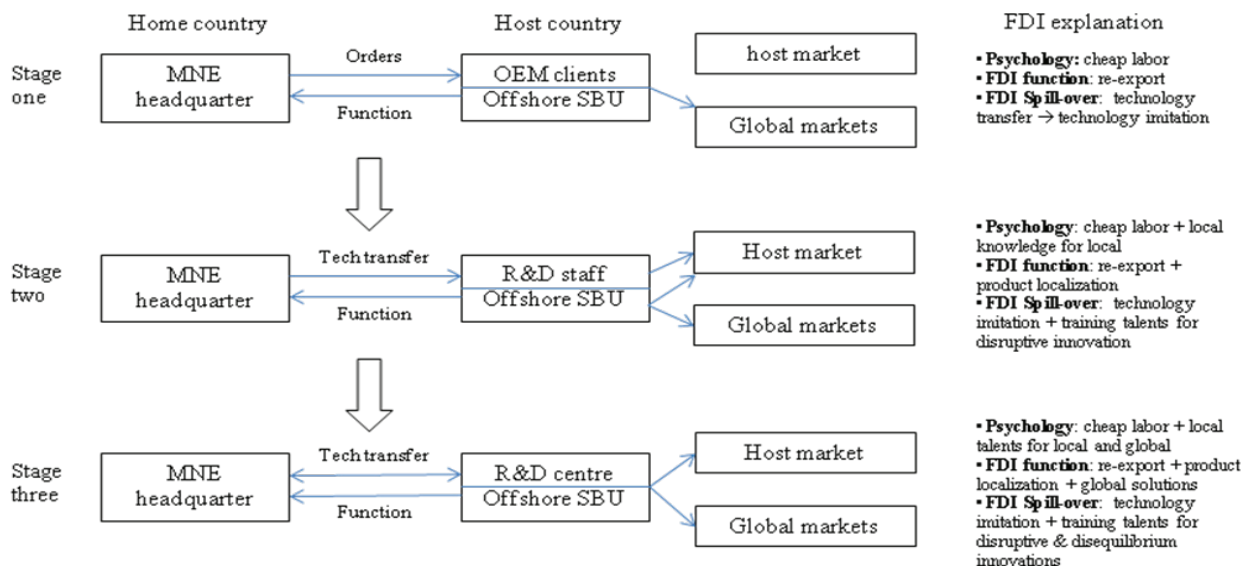 Home country
Host country
FDI explanation
Stage
one
MNE
headquarter
Orders
Function
OEM clients
Offshore SBU
host market
Global markets
▪ Psychology: cheap labor
▪ FDI function: re-export
▪ FDI Spill-over: technology
transfer → technology imitation
Stage
two
MNE
headquarter
Tech transfer
Function
R&D staff
Offshore SBU
Host market
Global markets
▪ Psychology: cheap labor + local
knowledge for local
▪ FDI function: re-export +
product localization
▪ FDI Spill-over: technology
imitation + training talents for
disruptive innovation
Stage
three
MNE
headquarter
Tech transfer
Function
R&D centre
Offshore SBU
Host market
Global markets
▪ Psychology: cheap labor + local
talents for local and global
▪ FDI function: re-export + product
localization + global solutions
▪ FDI Spill-over: technology
imitation + training talents for
disruptive & disequilibrium
innovations